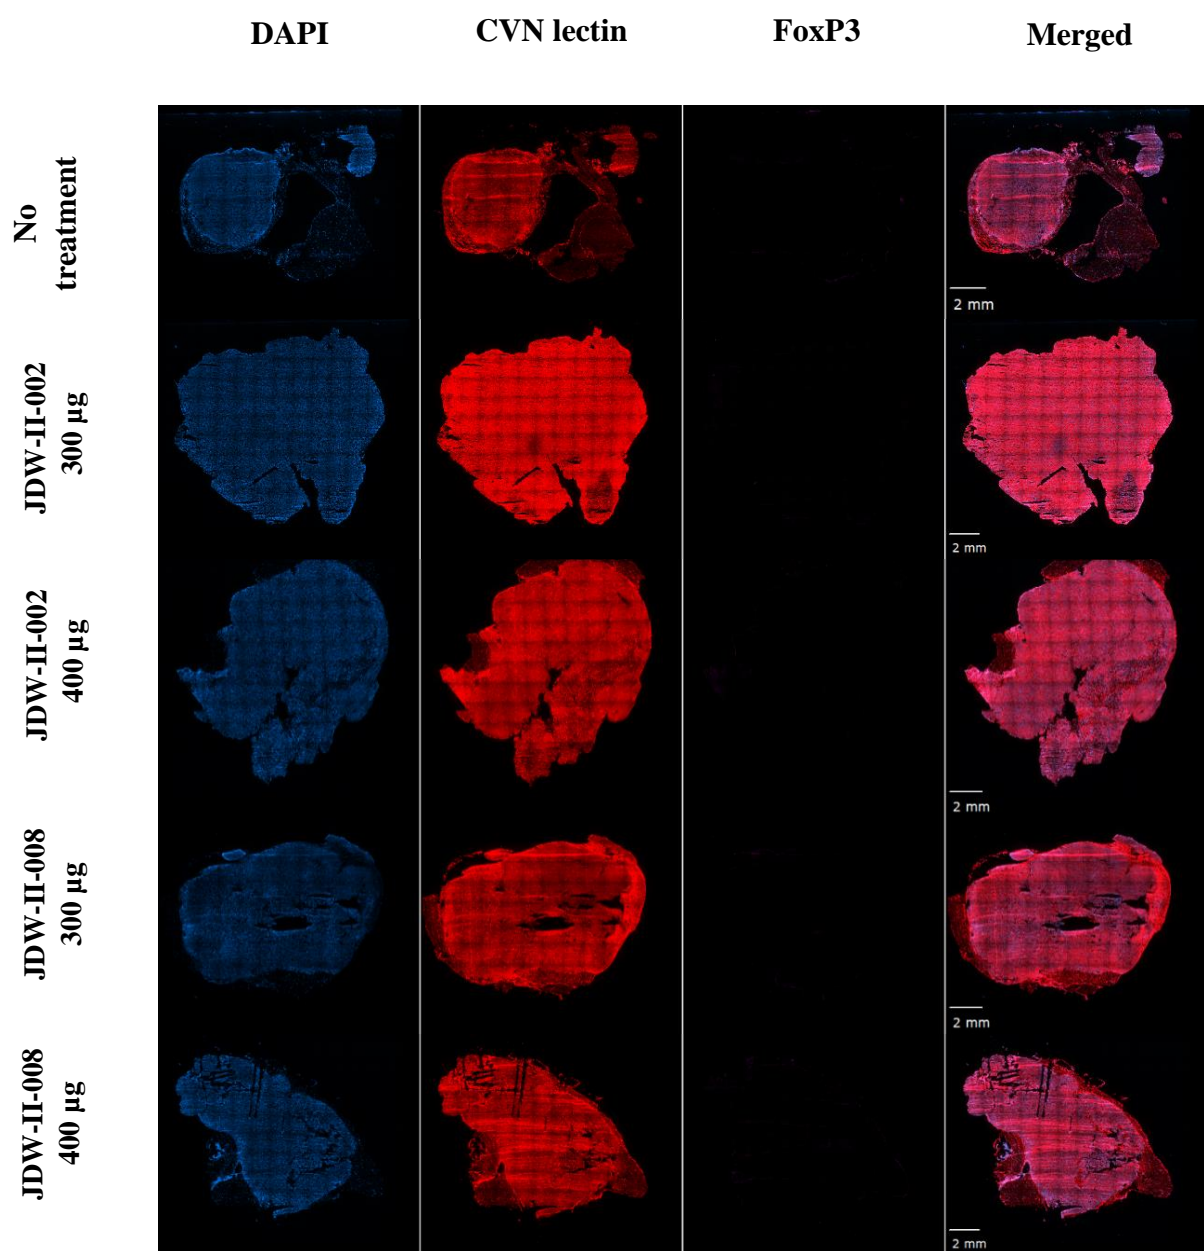 DAPI CVN lectin FoxP3 Merged
No
treatment
2 mm
JDW-II-002
300 µg
2 mm
JDW-II-002
400 µg
2 mm
JDW-II-008
300 µg
2 mm
JDW-II-008
400 µg
2 mm